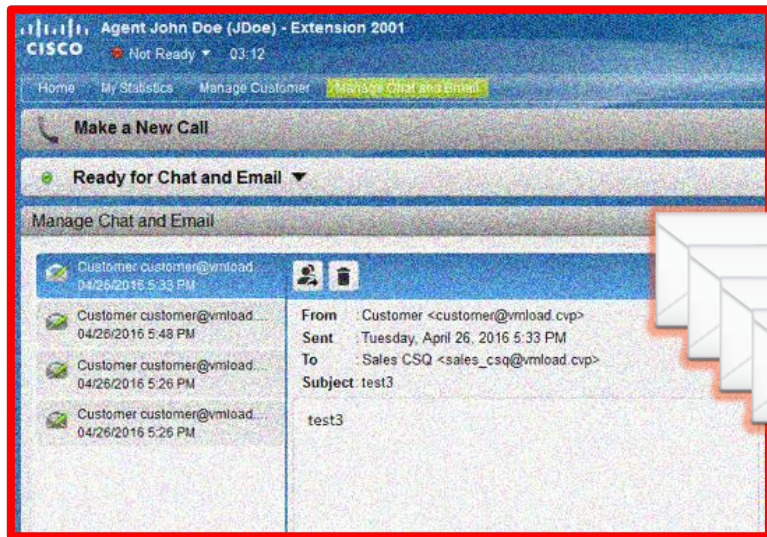 Agent John Doe (JDoe) - Extension 2001
CISCO
Not Ready 03:12
Home My Statistics Manage Customer Manage Chat and Email
Make a New Call
Ready for Chat and Email
Manage Chat and Email
Customer customer@vmload...
04/26/2016 5:33 PM
Customer customer@vmload....
04/26/2016 5:48 PM
Customer customer@vmload....
04/26/2016 5:26 PM
Customer customer@vmload....
04/26/2016 5:26 PM
From : Customer <customer@vmload.cvp>
Sent : Tuesday, April 26, 2016 5:33 PM
To : Sales CSQ <sales_csq@vmload.cvp>
Subject : test3
test3